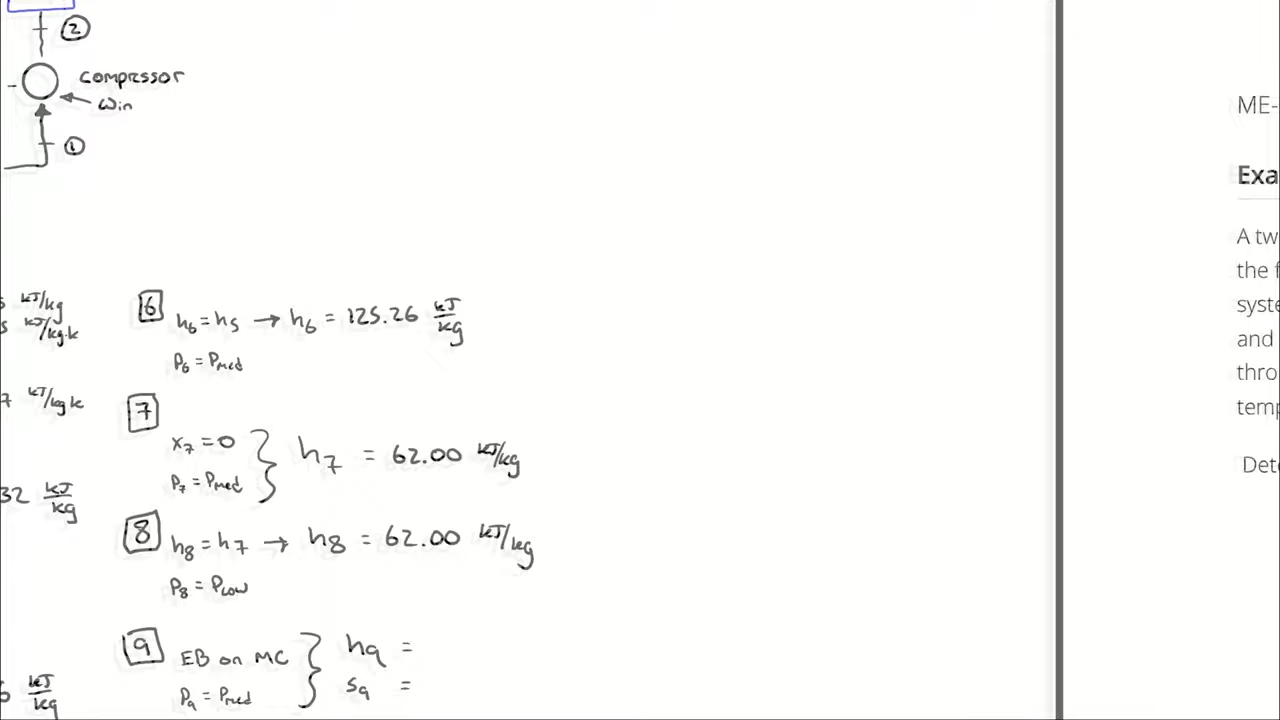 ②
compressor
Win
①
kJ/kg
kJ/kg·k
7 kJ/kg k
32 kJ/kg
kJ/kg
6 h6 = h5 → h6 = 125.26 kJ/kg
P6 = Pmed
7
x7 = 0 } h7 = 62.00 kJ/kg
P7 = Pmed
8 h8 = h7 → h8 = 62.00 kJ/kg
P8 = Plow
9 EB on MC } h9 =
P9 = Pmed s9 =
ME-
Exa
A tw
the f
syste
and
thro
temp
Dete